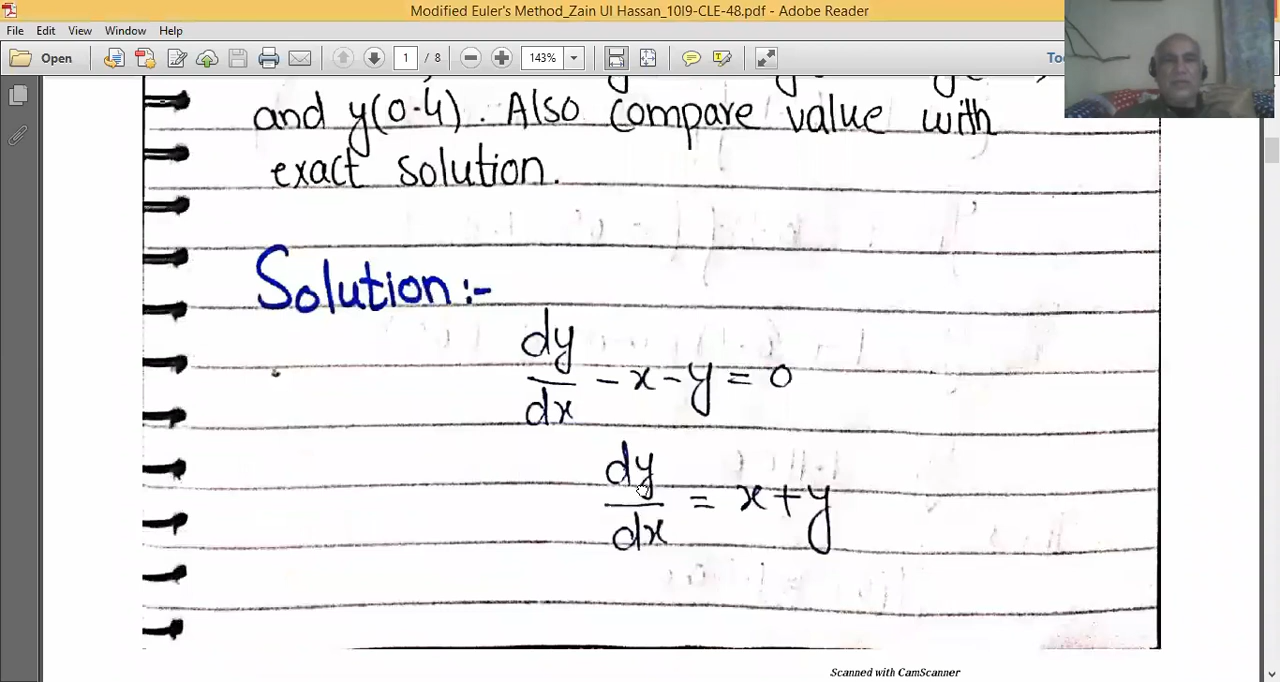 Modified Euler's Method_Zain Ul Hassan_10l9-CLE-48.pdf - Adobe Reader
File Edit View Window Help
Open 1 / 8 143%
and y(0.4). Also compare value with
exact solution.
Solution:-
dy/dx - x - y = 0
dy/dx = x + y
Scanned with CamScanner